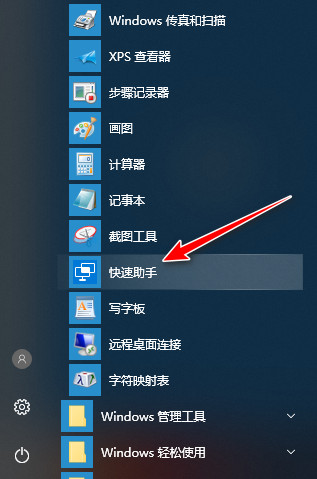 Windows 传真和扫描
XPS 查看器
步骤记录器
画图
计算器
记事本
截图工具
快速助手
写字板
远程桌面连接
字符映射表
Windows 管理工具
Windows 轻松使用